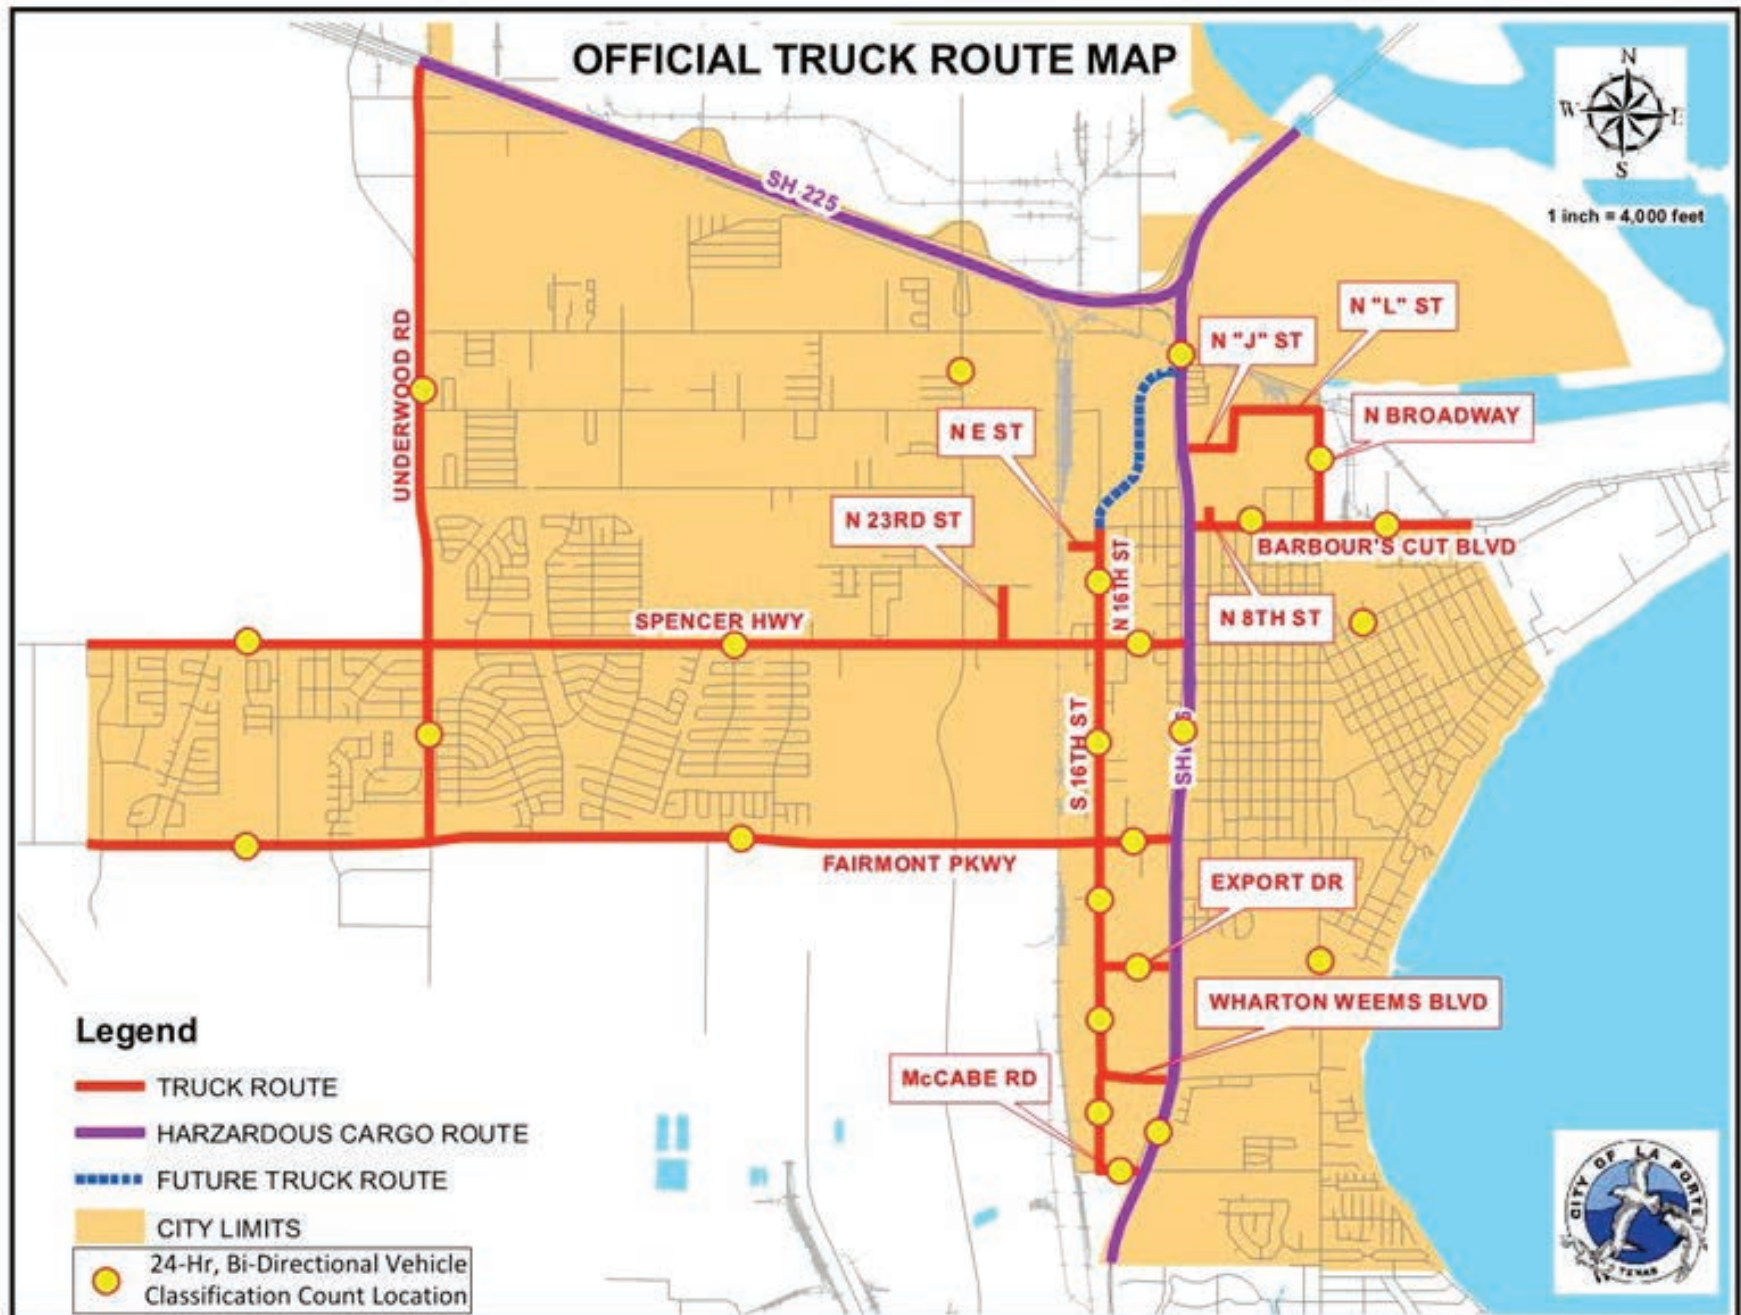 OFFICIAL TRUCK ROUTE MAP
N
W
E
S
1 inch = 4,000 feet
SH 225
N "L" ST
N "J" ST
N BROADWAY
UNDERWOOD RD
N E ST
N 23RD ST
N 16TH ST
BARBOUR'S CUT BLVD
N 8TH ST
SPENCER HWY
S 16TH ST
SH
6
FAIRMONT PKWY
EXPORT DR
WHARTON WEEMS BLVD
McCABE RD
Legend
TRUCK ROUTE
HARZARDOUS CARGO ROUTE
FUTURE TRUCK ROUTE
CITY LIMITS
24-Hr, Bi-Directional Vehicle
Classification Count Location
CITY OF LA PORTE
TEXAS